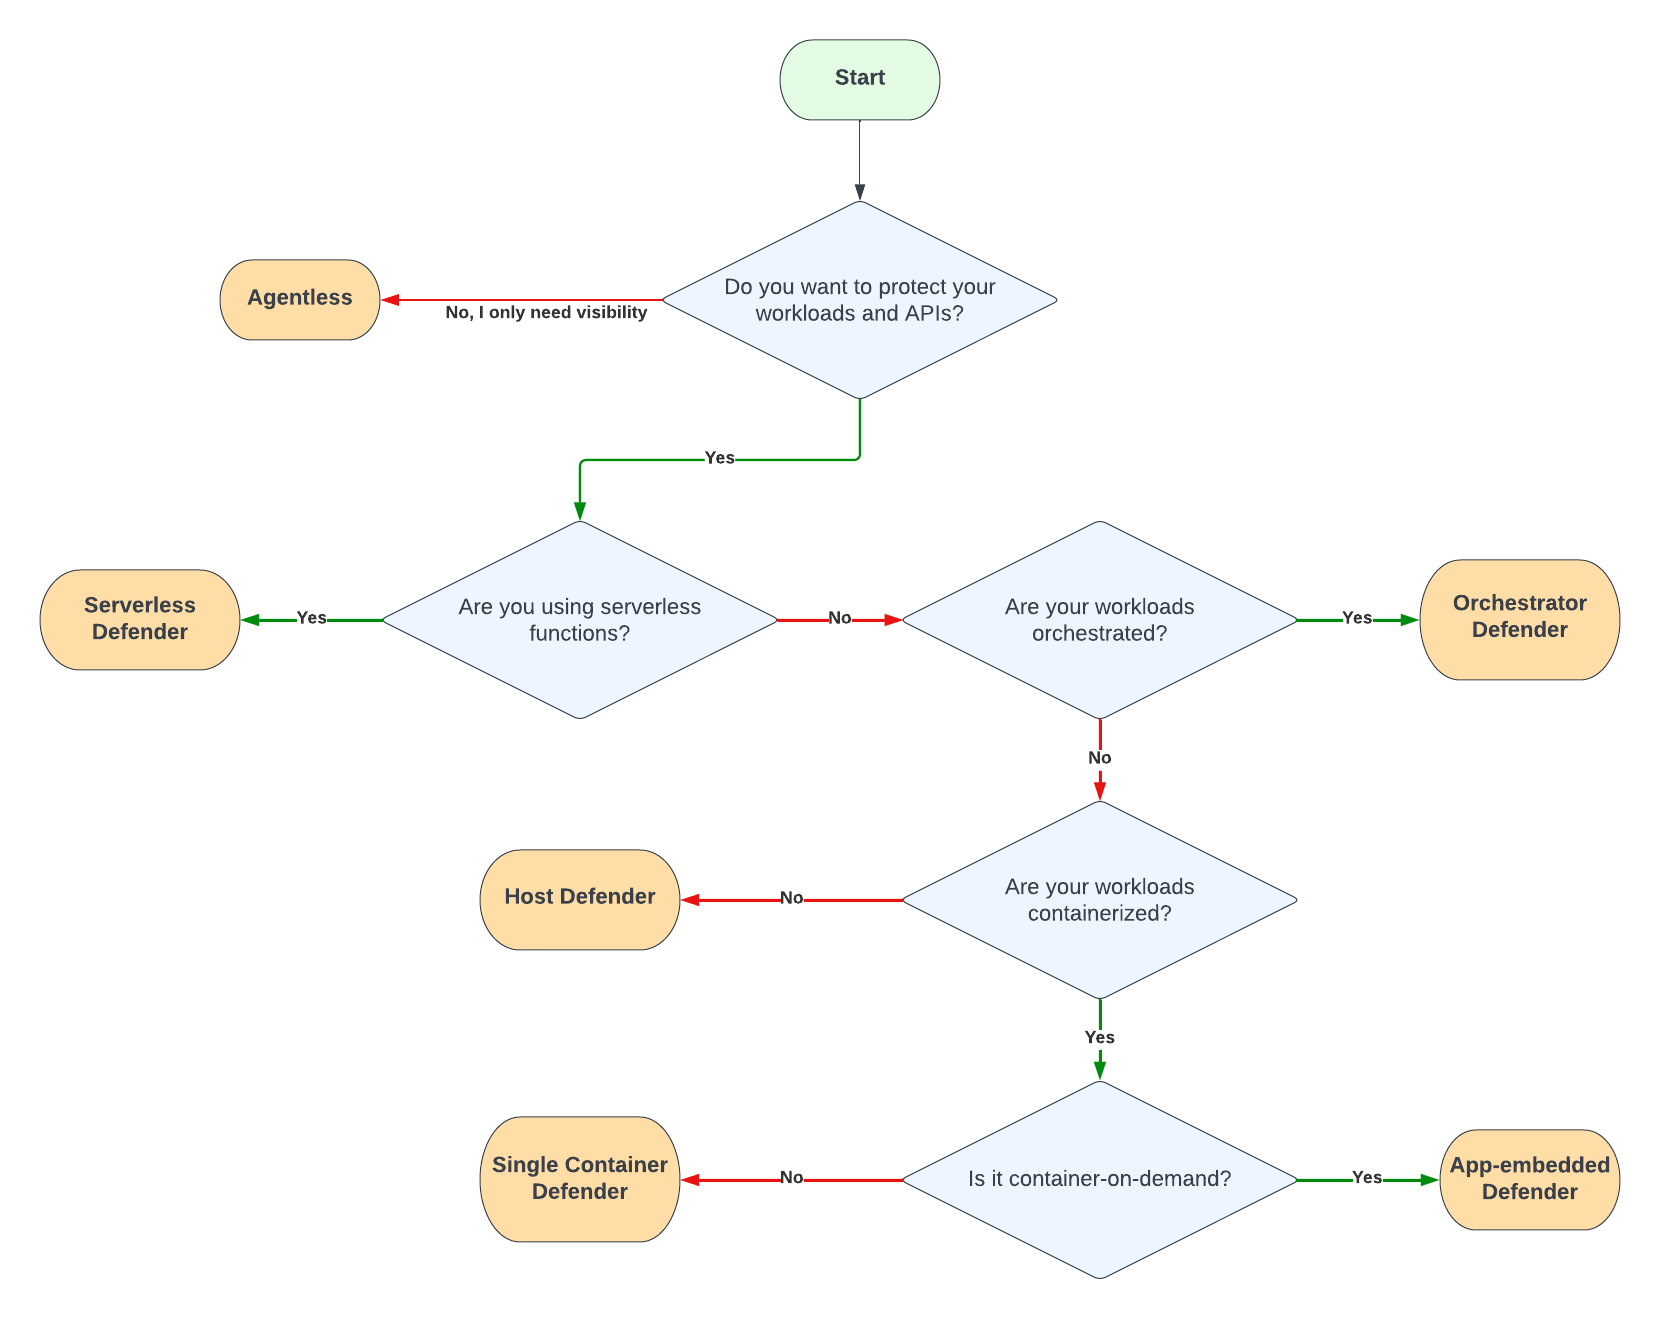 Start
Do you want to protect your
workloads and APIs?
Agentless
No, I only need visibility
Yes
Serverless
Defender
Yes
Are you using serverless
functions?
No
Are your workloads
orchestrated?
Yes
Orchestrator
Defender
No
Host Defender
No
Are your workloads
containerized?
Yes
Single Container
Defender
No
Is it container-on-demand?
Yes
App-embedded
Defender